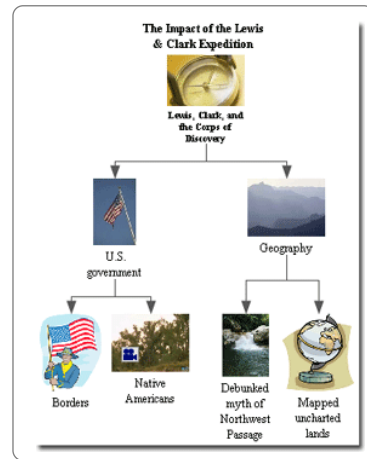 The Impact of the Lewis
& Clark Expedition
Lewis, Clark, and
the Corps of
Discovery
U.S.
government
Geography
Borders
Native
Americans
Debunked
myth of
Northwest
Passage
Mapped
uncharted
lands